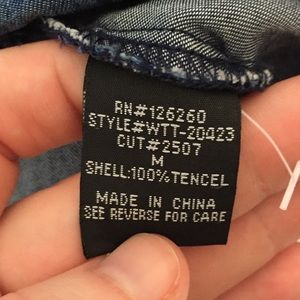 RN#126260
STYLE#WTT-20423
CUT#2507
M
SHELL:100%TENCEL
MADE IN CHINA
SEE REVERSE FOR CARE